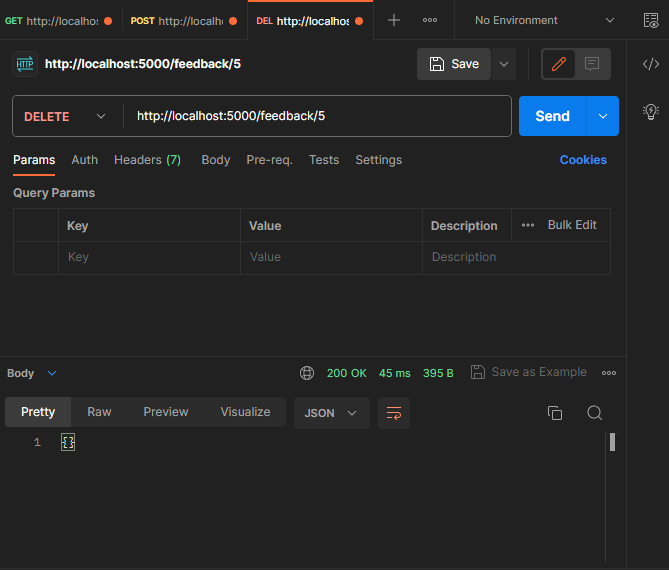 GET http://localhos POST http://localh DEL http://localhos No Environment
HTTP http://localhost:5000/feedback/5 Save
DELETE http://localhost:5000/feedback/5 Send
Params Auth Headers (7) Body Pre-req. Tests Settings Cookies
Query Params
Key Value Description Bulk Edit
Key Value Description
Body 200 OK 45 ms 395 B Save as Example
Pretty Raw Preview Visualize JSON
1 {}